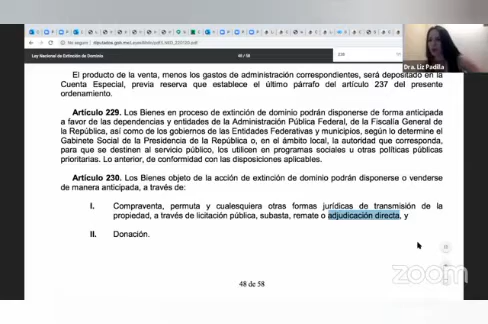 No seguro
Ley Nacional de Extinción de Dominio
48 / 58
Dra. Liz Padilla
El producto de la venta, menos los gastos de administración correspondientes, será depositado en la
Cuenta Especial, previa reserva que establece el último párrafo del artículo 237 del presente
ordenamiento.
Artículo 229. Los Bienes en proceso de extinción de dominio podrán disponerse de forma anticipada
a favor de las dependencias y entidades de la Administración Pública Federal, de la Fiscalía General de
la República, así como de los gobiernos de las Entidades Federativas y municipios, según lo determine el
Gabinete Social de la Presidencia de la República o, en el ámbito local, la autoridad que corresponda,
para que se destinen al servicio público, los utilicen en programas sociales u otras políticas públicas
prioritarias. Lo anterior, de conformidad con las disposiciones aplicables.
Artículo 230. Los Bienes objeto de la acción de extinción de dominio podrán disponerse o venderse
de manera anticipada, a través de:
I. Compraventa, permuta y cualesquiera otras formas jurídicas de transmisión de la
propiedad, a través de licitación pública, subasta, remate o adjudicación directa, y
II. Donación.
48 de 58
zoom